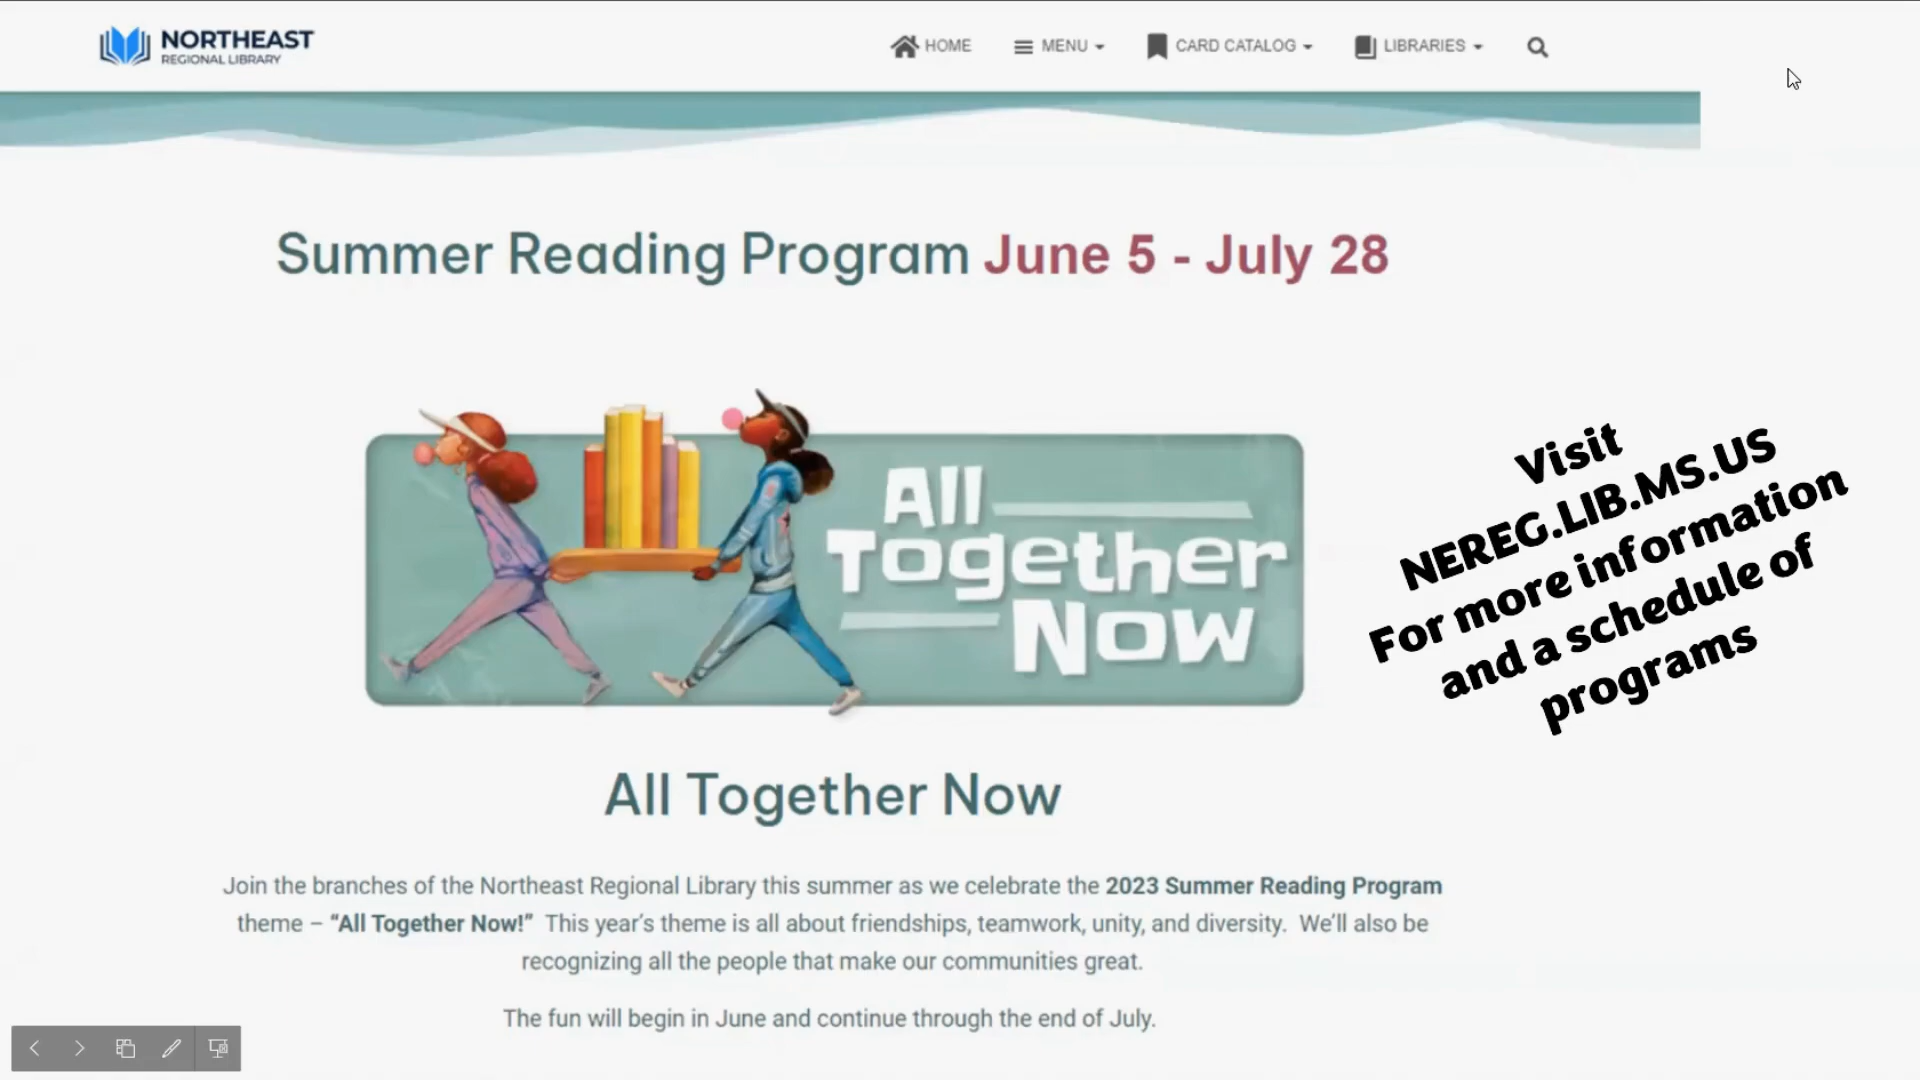 NORTHEAST
REGIONAL LIBRARY
HOME
MENU
CARD CATALOG
LIBRARIES
Summer Reading Program June 5 - July 28
All
Together
Now
Visit
NEREG.LIB.MS.US
For more information
and a schedule of
programs
All Together Now
Join the branches of the Northeast Regional Library this summer as we celebrate the 2023 Summer Reading Program
theme – “All Together Now!” This year’s theme is all about friendships, teamwork, unity, and diversity. We’ll also be
recognizing all the people that make our communities great.
The fun will begin in June and continue through the end of July.